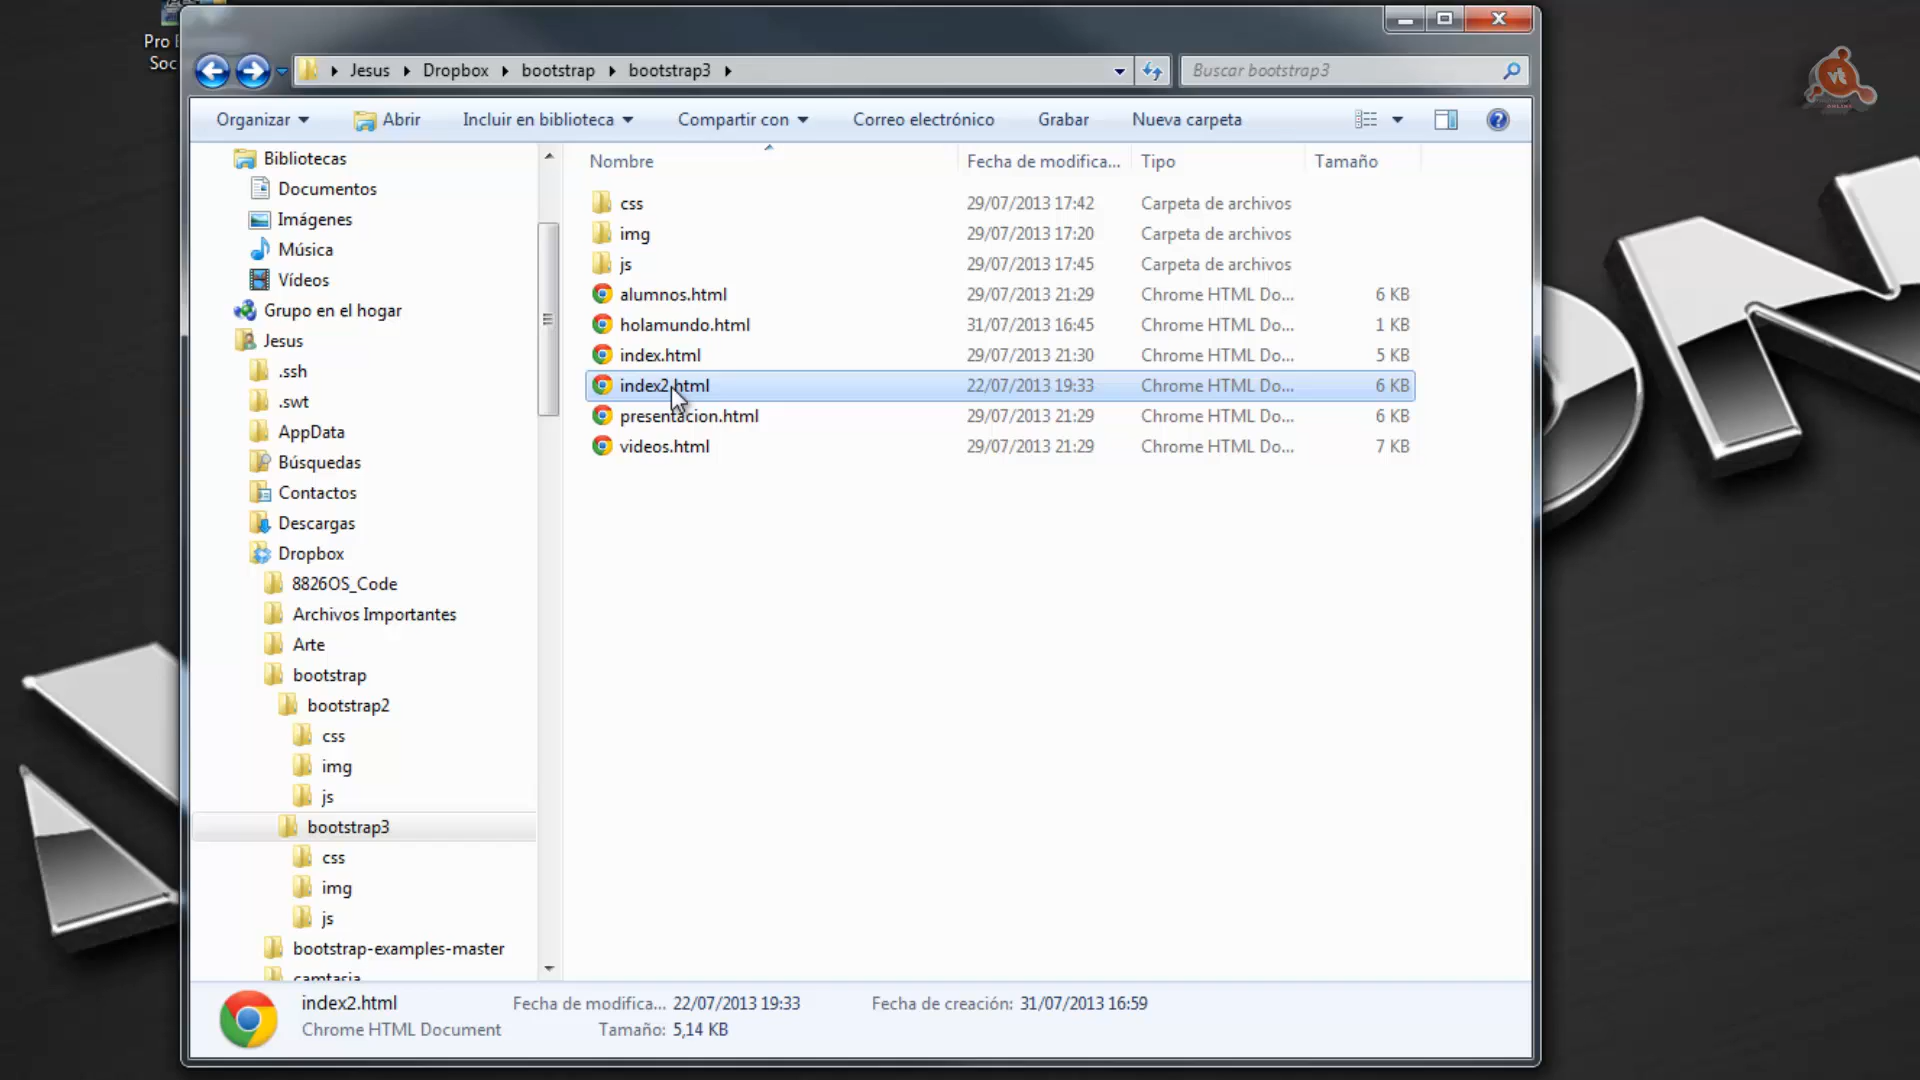 Pro
Soc
Jesus Dropbox bootstrap bootstrap3
Buscar bootstrap3
Organizar Abrir Incluir en biblioteca Compartir con Correo electrónico Grabar Nueva carpeta
Bibliotecas
Documentos
Imágenes
Música
Vídeos
Grupo en el hogar
Jesus
.ssh
.swt
AppData
Búsquedas
Contactos
Descargas
Dropbox
8826OS_Code
Archivos Importantes
Arte
bootstrap
bootstrap2
css
img
js
bootstrap3
css
img
js
bootstrap-examples-master
camtasia
Nombre Fecha de modifica... Tipo Tamaño
css 29/07/2013 17:42 Carpeta de archivos
img 29/07/2013 17:20 Carpeta de archivos
js 29/07/2013 17:45 Carpeta de archivos
alumnos.html 29/07/2013 21:29 Chrome HTML Do... 6 KB
holamundo.html 31/07/2013 16:45 Chrome HTML Do... 1 KB
index.html 29/07/2013 21:30 Chrome HTML Do... 5 KB
index2.html 22/07/2013 19:33 Chrome HTML Do... 6 KB
presentacion.html 29/07/2013 21:29 Chrome HTML Do... 6 KB
videos.html 29/07/2013 21:29 Chrome HTML Do... 7 KB
index2.html Fecha de modifica... 22/07/2013 19:33 Fecha de creación: 31/07/2013 16:59
Chrome HTML Document Tamaño: 5,14 KB
vt